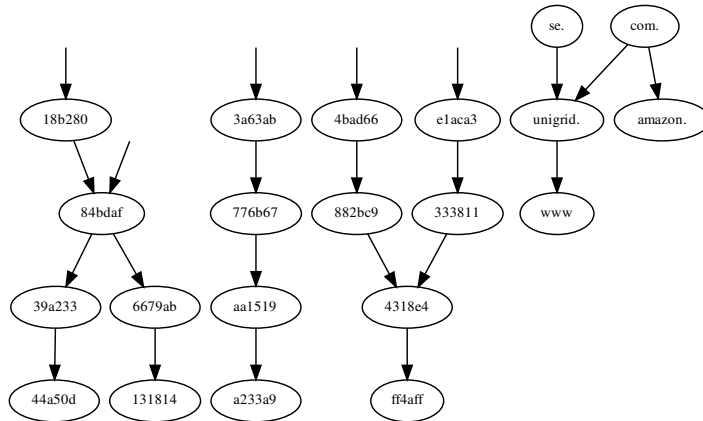 se.
com.
18b280
3a63ab
4bad66
e1aca3
unigrid.
amazon.
84bdaf
776b67
882bc9
333811
www
39a233
6679ab
aa1519
4318e4
44a50d
131814
a233a9
ff4aff